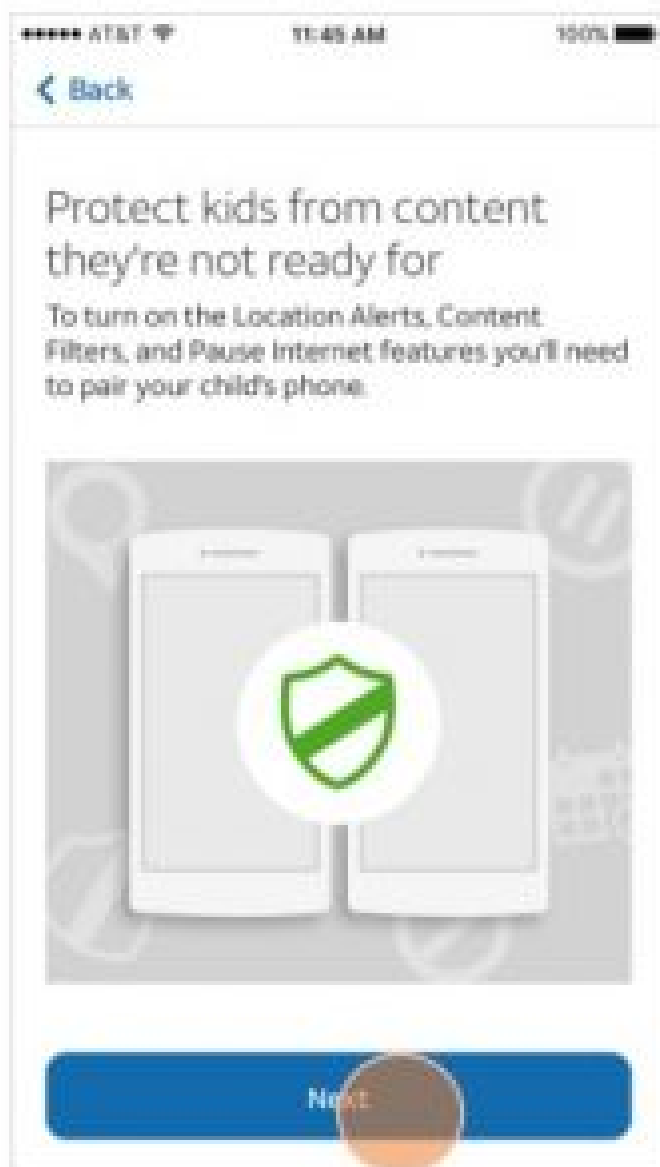 AT&T 11:45 AM 100%
Back
Protect kids from content
they're not ready for
To turn on the Location Alerts, Content
Filters, and Pause Internet features you'll need
to pair your child's phone.
Next